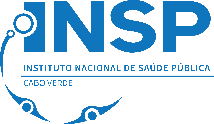 INSP
INSTITUTO NACIONAL DE SAÚDE PÚBLICA
CABO VERDE